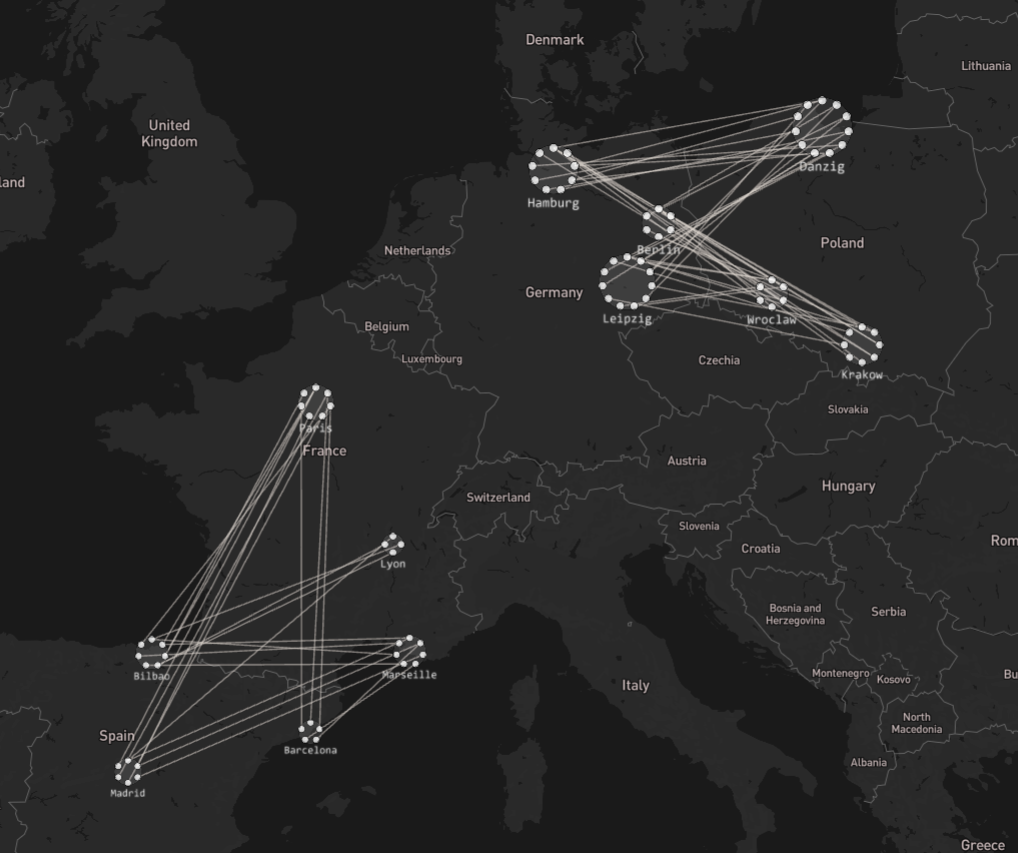 Denmark
Lithuania
United
Kingdom
land
Danzig
Hamburg
Netherlands
Berlin
Poland
Germany
Leipzig
Wroclaw
Belgium
Luxembourg
Czechia
Krakow
Slovakia
Paris
France
Austria
Switzerland
Hungary
Slovenia
Croatia
Rom
Lyon
Bosnia and
Herzegovina
Serbia
Bilbao
Marseille
Montenegro
Kosovo
Bu
Italy
North
Macedonia
Spain
Barcelona
Albania
Madrid
Greece